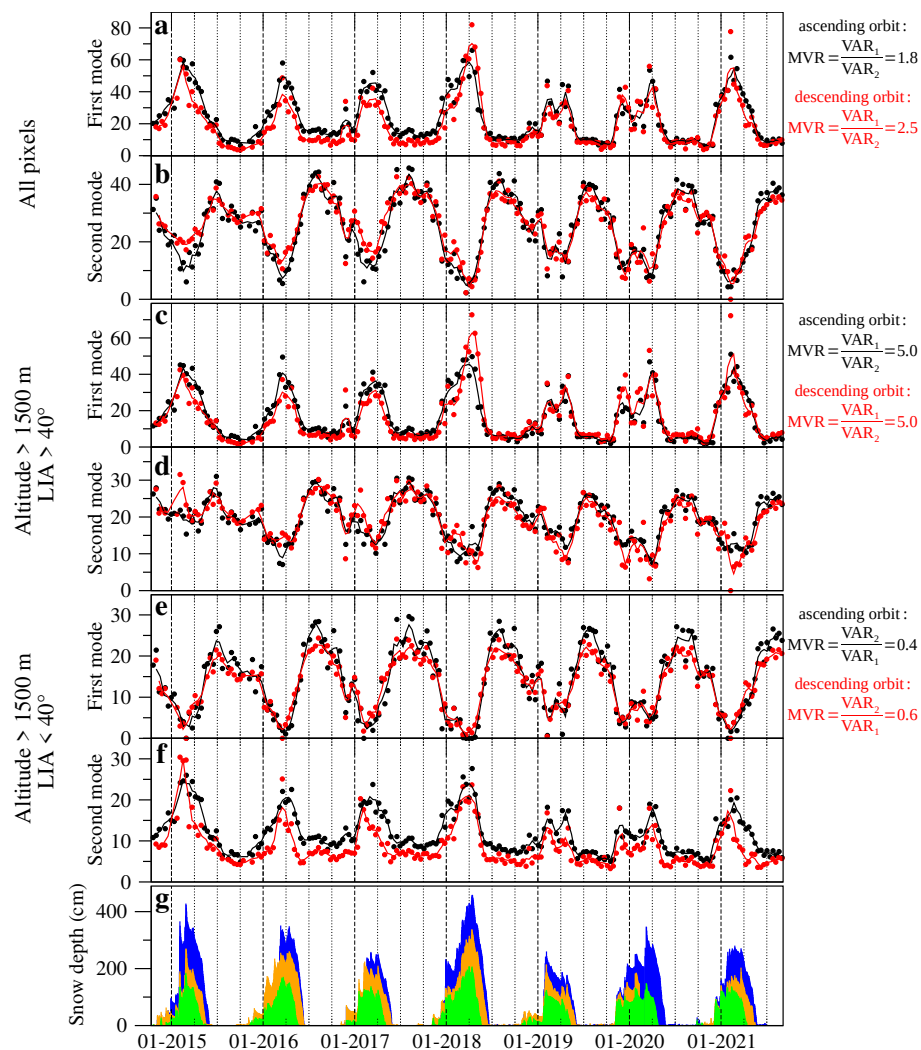 a
80
60
40
20
0
First mode
ascending orbit :
MVR = VAR₁ / VAR₂ = 1.8
descending orbit :
MVR = VAR₁ / VAR₂ = 2.5
All pixels
b
40
20
0
Second mode
c
60
40
20
0
First mode
ascending orbit :
MVR = VAR₁ / VAR₂ = 5.0
descending orbit :
MVR = VAR₁ / VAR₂ = 5.0
Altitude > 1500 m
LIA > 40°
d
30
20
10
0
Second mode
e
30
20
10
0
First mode
ascending orbit :
MVR = VAR₂ / VAR₁ = 0.4
descending orbit :
MVR = VAR₂ / VAR₁ = 0.6
Altitude > 1500 m
LIA < 40°
f
30
20
10
0
Second mode
g
400
200
0
Snow depth (cm)
01-2015 01-2016 01-2017 01-2018 01-2019 01-2020 01-2021